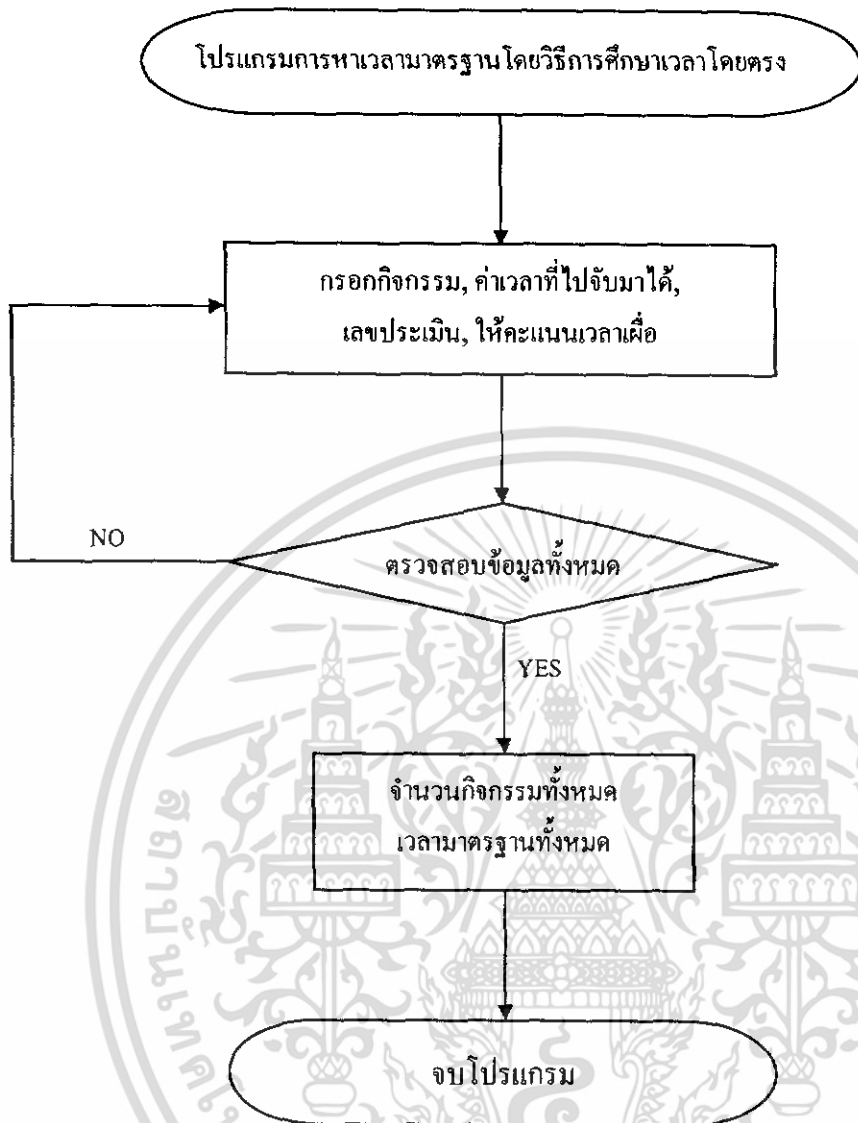 โปรแกรมการหาเวลามาตรฐานโดยวิธีการศึกษาเวลาโดยตรง
กรอกกิจกรรม, ค่าเวลาที่ไปจับมาได้,
เลขประเมิน, ให้คะแนนเวลาเผื่อ
NO
ตรวจสอบข้อมูลทั้งหมด
YES
จำนวนกิจกรรมทั้งหมด
เวลามาตรฐานทั้งหมด
จบโปรแกรม